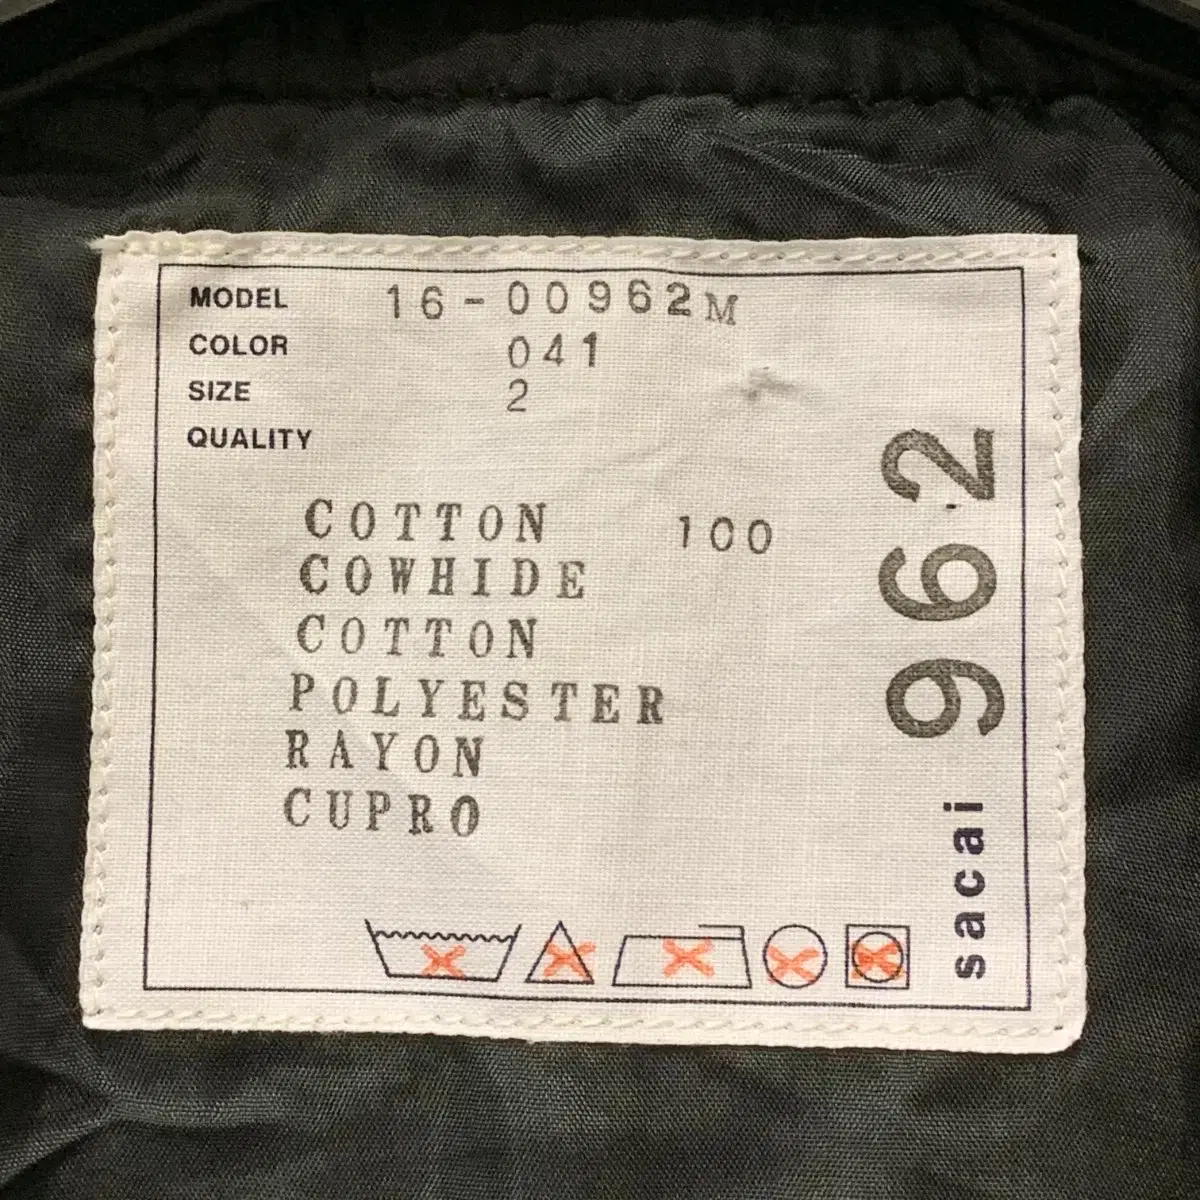 MODEL 16-00962M
COLOR 041
SIZE 2
QUALITY
COTTON 100
COWHIDE
COTTON
POLYESTER
RAYON
CUPRO
sacai 962